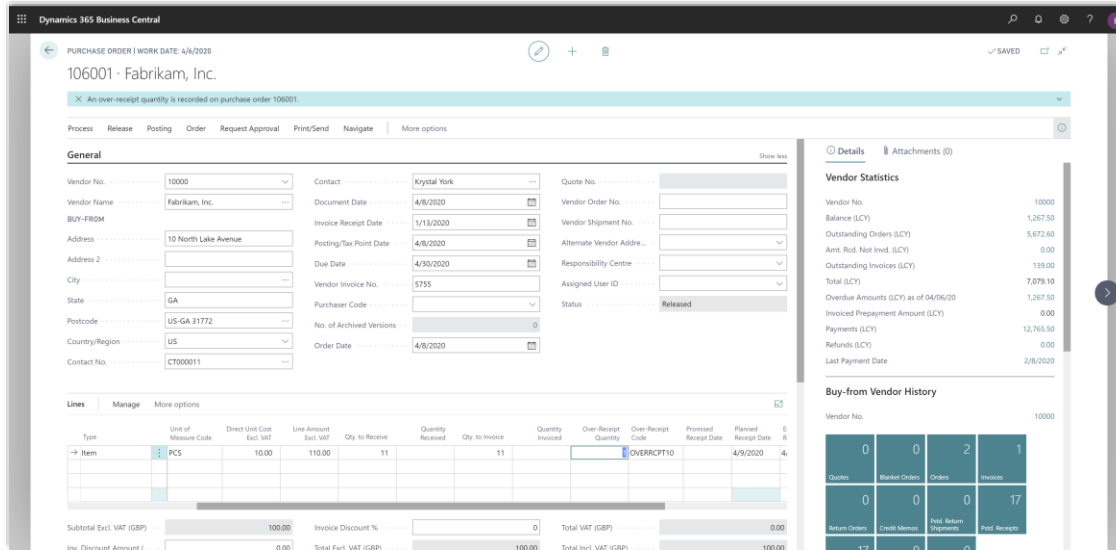 Dynamics 365 Business Central
?
PURCHASE ORDER | WORK DATE: 4/6/2020
SAVED
106001 · Fabrikam, Inc.
An over-receipt quantity is recorded on purchase order 106001.
Process Release Posting Order Request Approval Print/Send Navigate More options
General
Show less
Vendor No. 10000
Vendor Name Fabrikam, Inc.
BUY-FROM
Address 10 North Lake Avenue
Address 2
City
State GA
Postcode US-GA 31772
Country/Region US
Contact No. CT000011
Contact Krystal York
Document Date 4/8/2020
Invoice Receipt Date 1/13/2020
Posting/Tax Point Date 4/8/2020
Due Date 4/30/2020
Vendor Invoice No. 5755
Purchaser Code
No. of Archived Versions 0
Order Date 4/8/2020
Quote No.
Vendor Order No.
Vendor Shipment No.
Alternate Vendor Addre...
Responsibility Centre
Assigned User ID
Status Released
Lines Manage More options
Type
Unit of
Measure Code
Direct Unit Cost
Excl. VAT
Line Amount
Excl. VAT
Qty. to Receive
Quantity
Received
Qty. to Invoice
Quantity
Invoiced
Over-Receipt
Quantity
Over-Receipt
Code
Promised
Receipt Date
Planned
Receipt Date
Item PCS 10.00 110.00 11 11 1 OVERRCPT10 4/9/2020 4/
Subtotal Excl. VAT (GBP) 100.00
Invoice Discount % 0
Total VAT (GBP) 0.00
Inv. Discount Amount (... 0.00
Total Excl. VAT (GBP) 100.00
Total Incl. VAT (GBP) 100.00
Details Attachments (0)
Vendor Statistics
Vendor No. 10000
Balance (LCY) 1,267.50
Outstanding Orders (LCY) 5,672.60
Amt. Rcd. Not Invd. (LCY) 0.00
Outstanding Invoices (LCY) 139.00
Total (LCY) 7,079.10
Overdue Amounts (LCY) as of 04/06/20 1,267.50
Invoiced Prepayment Amount (LCY) 0.00
Payments (LCY) 12,765.50
Refunds (LCY) 0.00
Last Payment Date 2/8/2020
Buy-from Vendor History
Vendor No. 10000
0 0 2 1
Quotes Blanket Orders Orders Invoices
0 0 0 17
Return Orders Credit Memos Pstd. Return
Shipments Pstd. Receipts
17 0 0